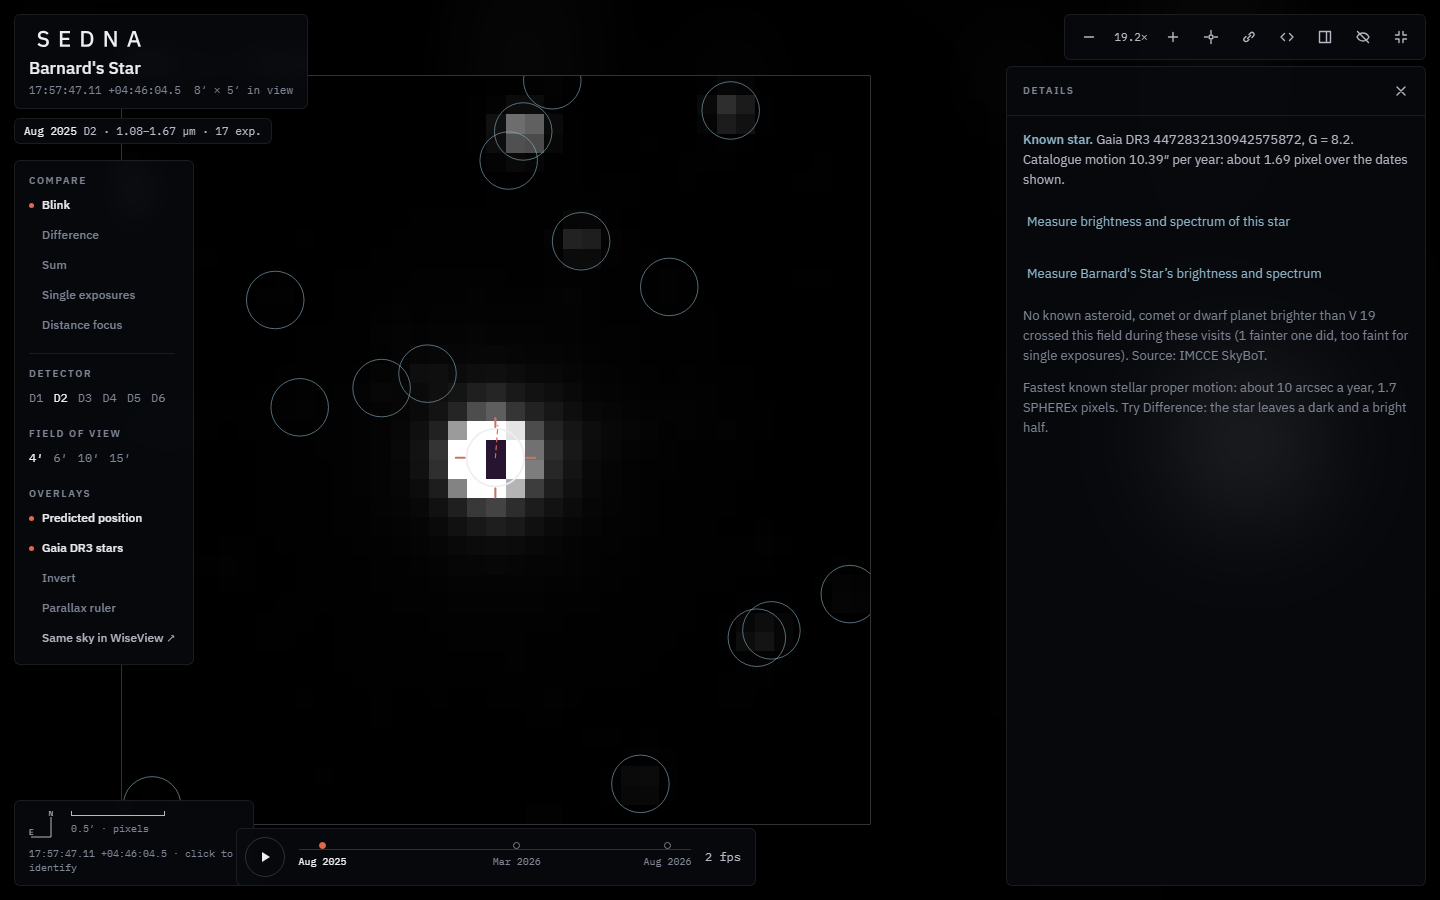 SEDNA
Barnard's Star
17:57:47.11 +04:46:04.5 8′ × 5′ in view
Aug 2025 D2 · 1.08–1.67 µm · 17 exp.
COMPARE
Blink
Difference
Sum
Single exposures
Distance focus
DETECTOR
D1 D2 D3 D4 D5 D6
FIELD OF VIEW
4′ 6′ 10′ 15′
OVERLAYS
Predicted position
Gaia DR3 stars
Invert
Parallax ruler
Same sky in WiseView ↗
N
E
0.5′ · pixels
17:57:47.11 +04:46:04.5 · click to
identify
Aug 2025
Mar 2026
Aug 2026
2 fps
19.2×
DETAILS
Known star. Gaia DR3 4472832130942575872, G = 8.2.
Catalogue motion 10.39″ per year: about 1.69 pixel over the dates
shown.
Measure brightness and spectrum of this star
Measure Barnard's Star’s brightness and spectrum
No known asteroid, comet or dwarf planet brighter than V 19
crossed this field during these visits (1 fainter one did, too faint for
single exposures). Source: IMCCE SkyBoT.
Fastest known stellar proper motion: about 10 arcsec a year, 1.7
SPHEREx pixels. Try Difference: the star leaves a dark and a bright
half.